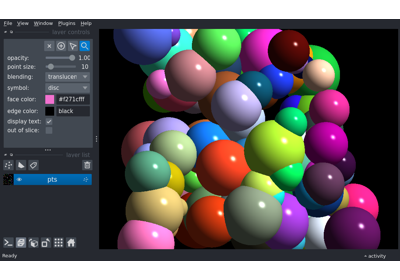 File View Window Plugins Help
layer controls
opacity: 1.00
point size: 10
blending: translucen
symbol: disc
face color: #f271cfff
edge color: black
display text:
out of slice:
layer list
pts
Ready
activity